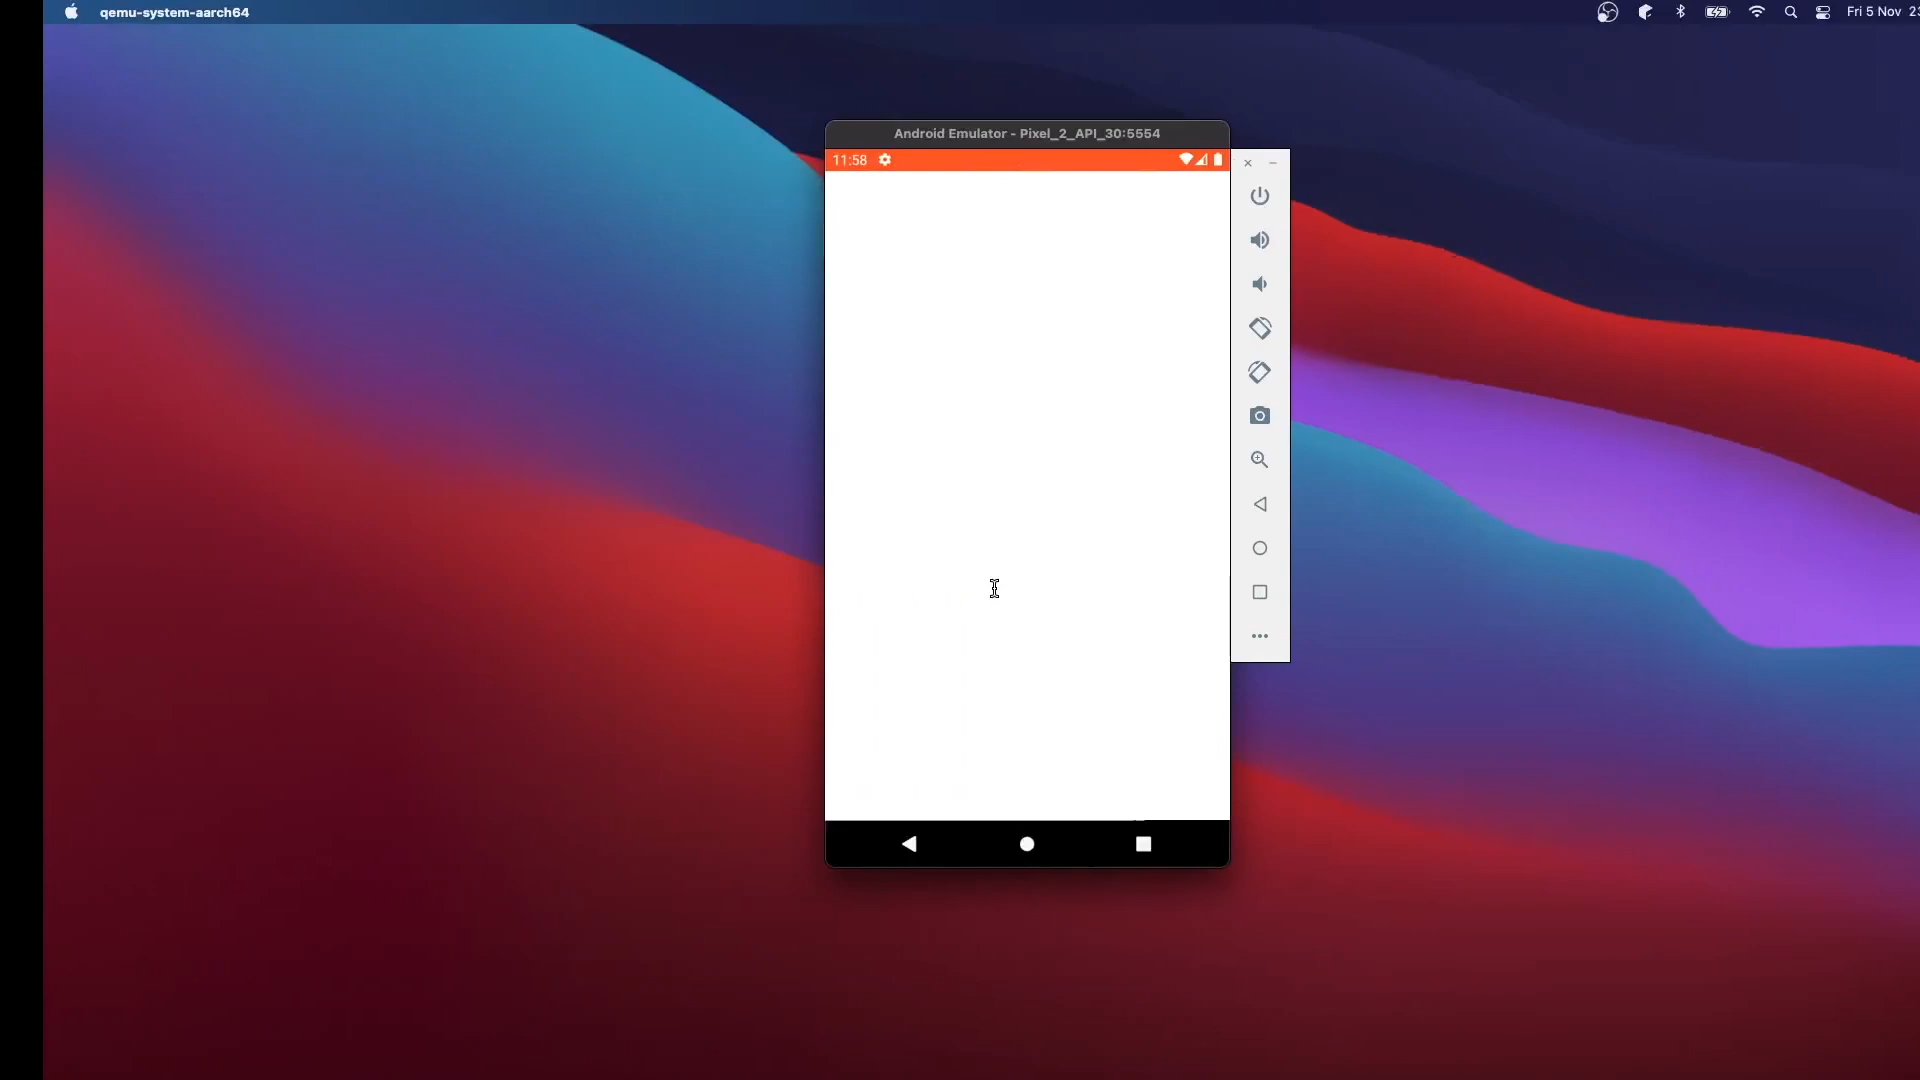 qemu-system-aarch64
Fri 5 Nov
Android Emulator - Pixel_2_API_30:5554
11:58